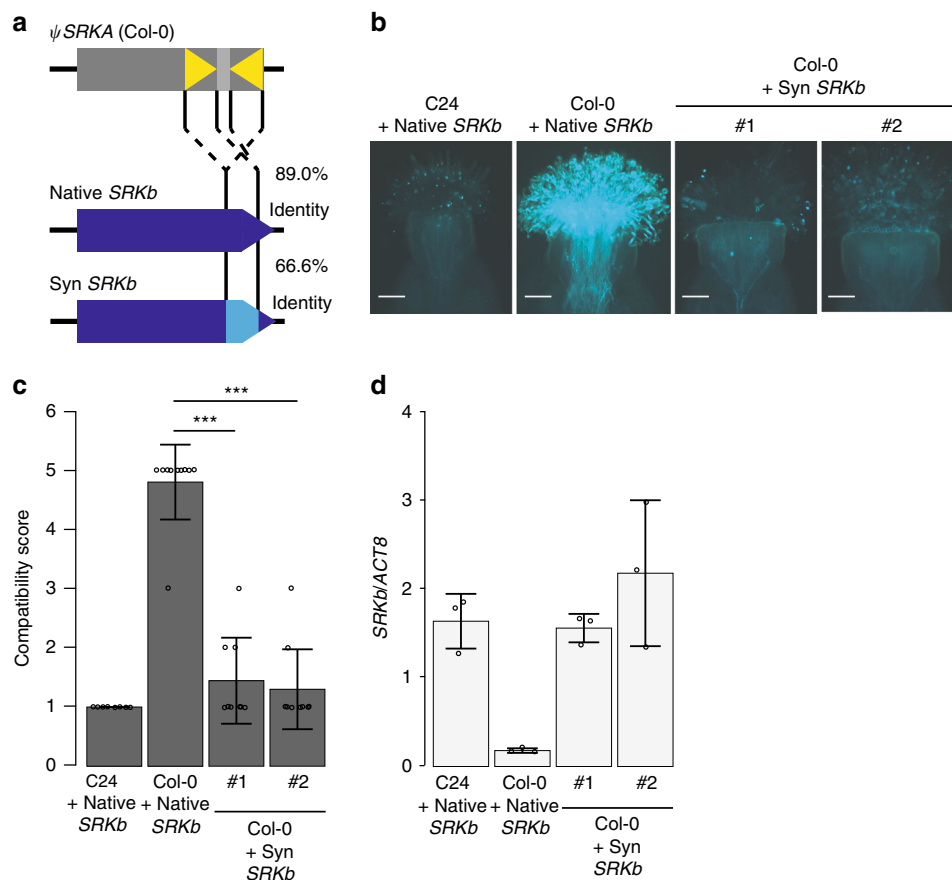 a
ψSRKA (Col-0)
89.0%
Identity
Native SRKb
66.6%
Identity
Syn SRKb
b
C24
+ Native SRKb
Col-0
+ Native SRKb
Col-0
+ Syn SRKb
#1
#2
c
Compatibility score
6
5
4
3
2
1
0
***
***
C24
+ Native
SRKb
Col-0
+ Native
SRKb
#1
#2
Col-0
+ Syn
SRKb
d
SRKb/ACT8
4
3
2
1
0
C24
+ Native
SRKb
Col-0
+ Native
SRKb
#1
#2
Col-0
+ Syn
SRKb